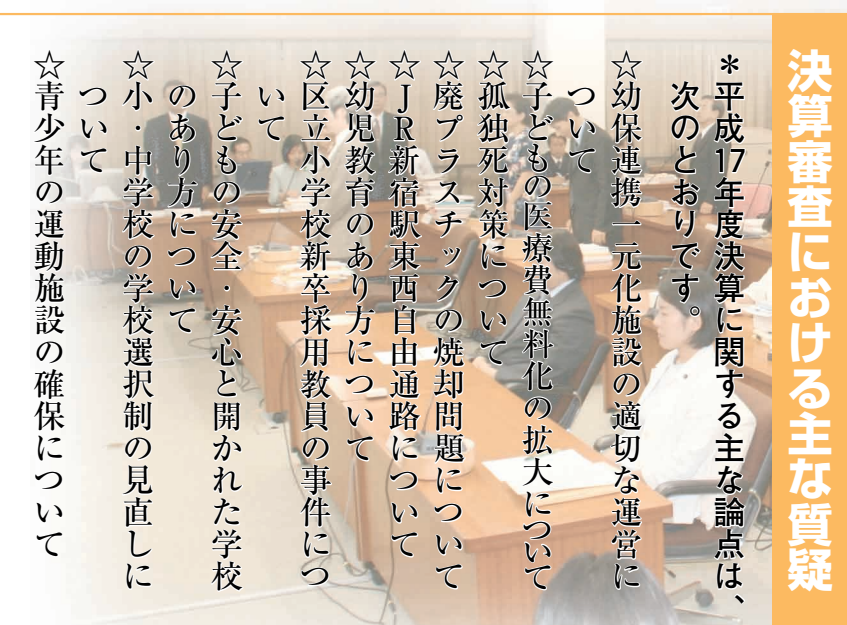 決算審査における主な質疑
＊平成17年度決算に関する主な論点は、
次のとおりです。
☆幼保連携一元化施設の適切な運営に
ついて
☆子どもの医療費無料化の拡大について
☆孤独死対策について
☆廃プラスチックの焼却問題について
☆ＪＲ新宿駅東西自由通路について
☆幼児教育のあり方について
☆区立小学校新卒採用教員の事件につ
いて
☆子どもの安全・安心と開かれた学校
のあり方について
☆小・中学校の学校選択制の見直しに
ついて
☆青少年の運動施設の確保について